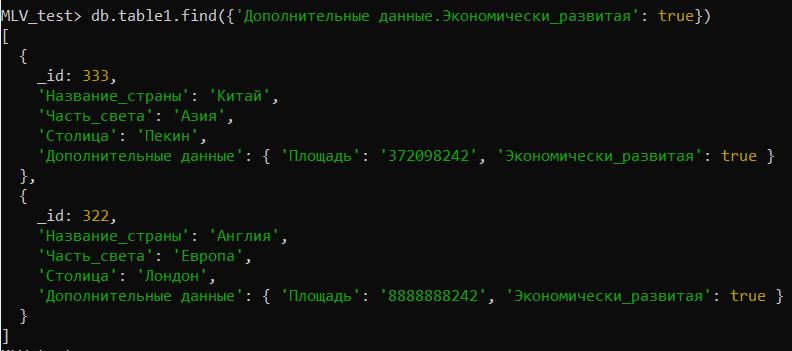 MLV_test> db.table1.find({'Дополнительные данные.Экономически_развитая': true})
[
  {
    _id: 333,
    'Название_страны': 'Китай',
    'Часть_света': 'Азия',
    'Столица': 'Пекин',
    'Дополнительные данные': { 'Площадь': '372098242', 'Экономически_развитая': true }
  },
  {
    _id: 322,
    'Название_страны': 'Англия',
    'Часть_света': 'Европа',
    'Столица': 'Лондон',
    'Дополнительные данные': { 'Площадь': '8888888242', 'Экономически_развитая': true }
  }
]